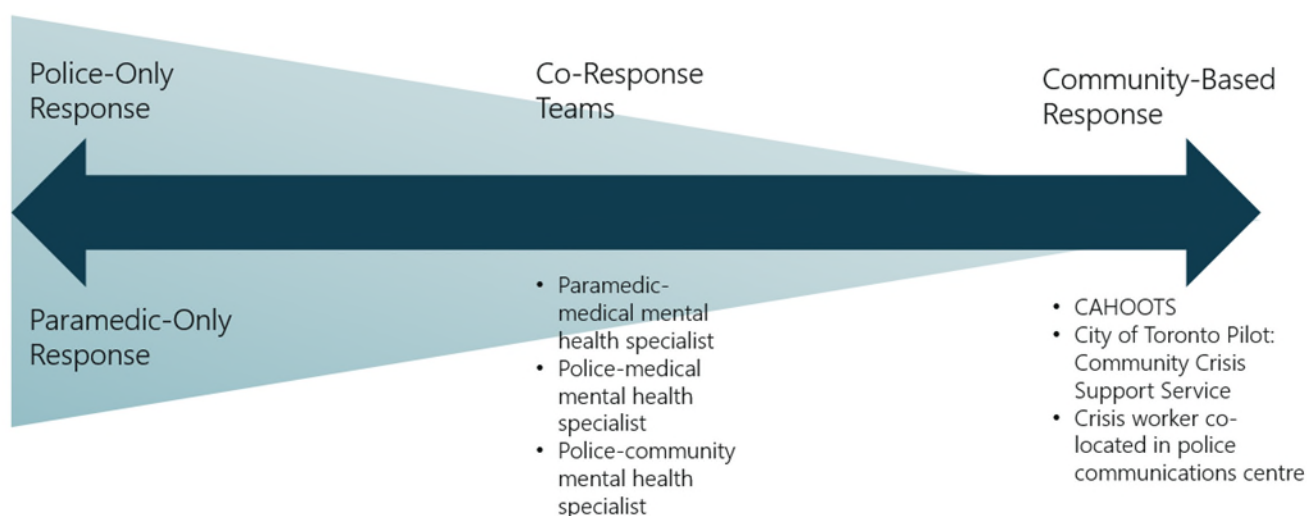 Police-Only
Response
Co-Response
Teams
Community-Based
Response
Paramedic-Only
Response
• Paramedic-
medical mental
health specialist
• Police-medical
mental health
specialist
• Police-community
mental health
specialist
• CAHOOTS
• City of Toronto Pilot:
Community Crisis
Support Service
• Crisis worker co-
located in police
communications centre